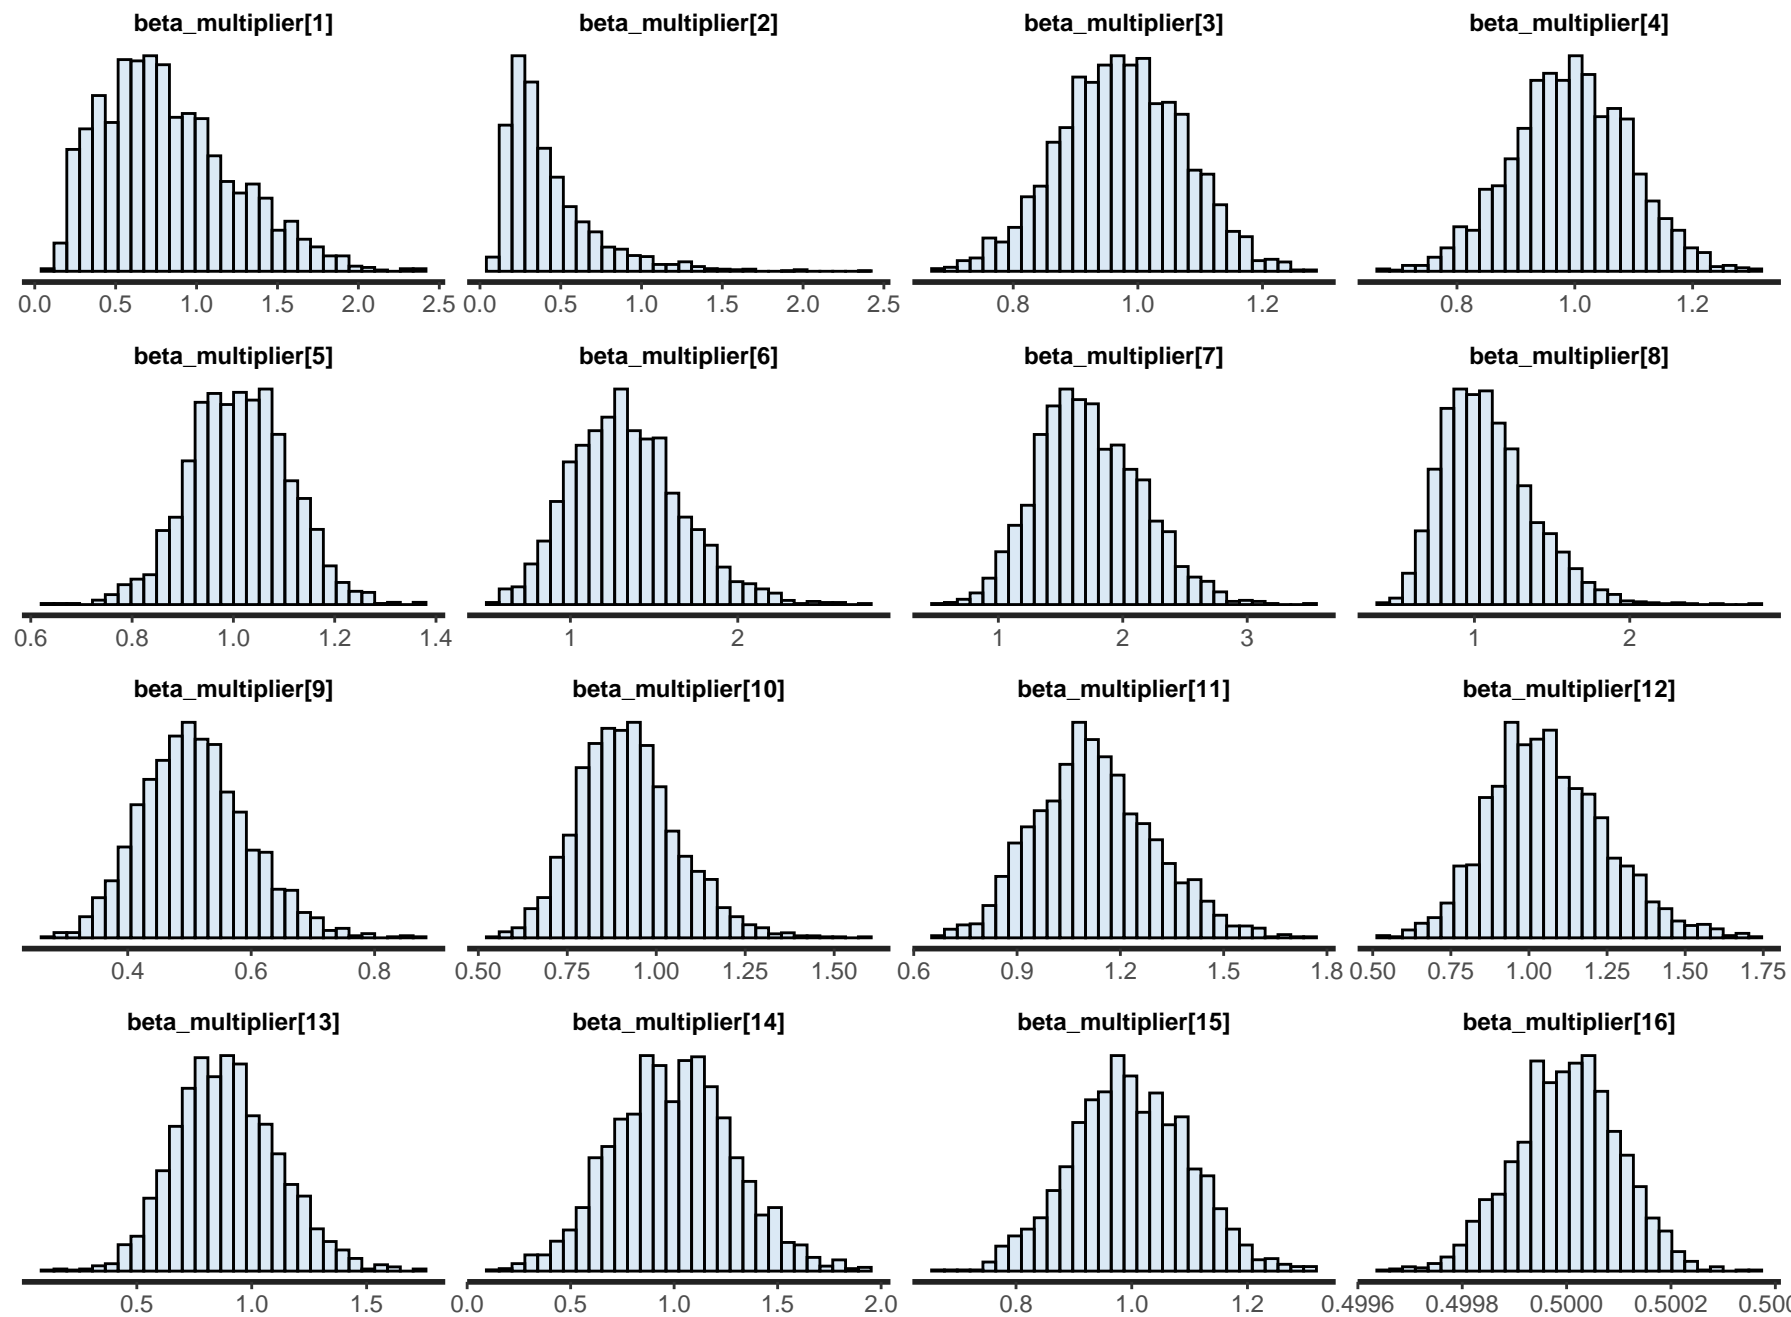 beta_multiplier[1] beta_multiplier[2] beta_multiplier[3] beta_multiplier[4]
0.0 0.5 1.0 1.5 2.0 2.5 0.0 0.5 1.0 1.5 2.0 2.5 0.8 1.0 1.2 0.8 1.0 1.2
beta_multiplier[5] beta_multiplier[6] beta_multiplier[7] beta_multiplier[8]
0.6 0.8 1.0 1.2 1.4 1 2 1 2 3 1 2
beta_multiplier[9] beta_multiplier[10] beta_multiplier[11] beta_multiplier[12]
0.4 0.6 0.8 0.50 0.75 1.00 1.25 1.50 0.6 0.9 1.2 1.5 1.8 0.50 0.75 1.00 1.25 1.50 1.75
beta_multiplier[13] beta_multiplier[14] beta_multiplier[15] beta_multiplier[16]
0.5 1.0 1.5 0.0 0.5 1.0 1.5 2.0 0.8 1.0 1.2 0.4996 0.4998 0.5000 0.5002